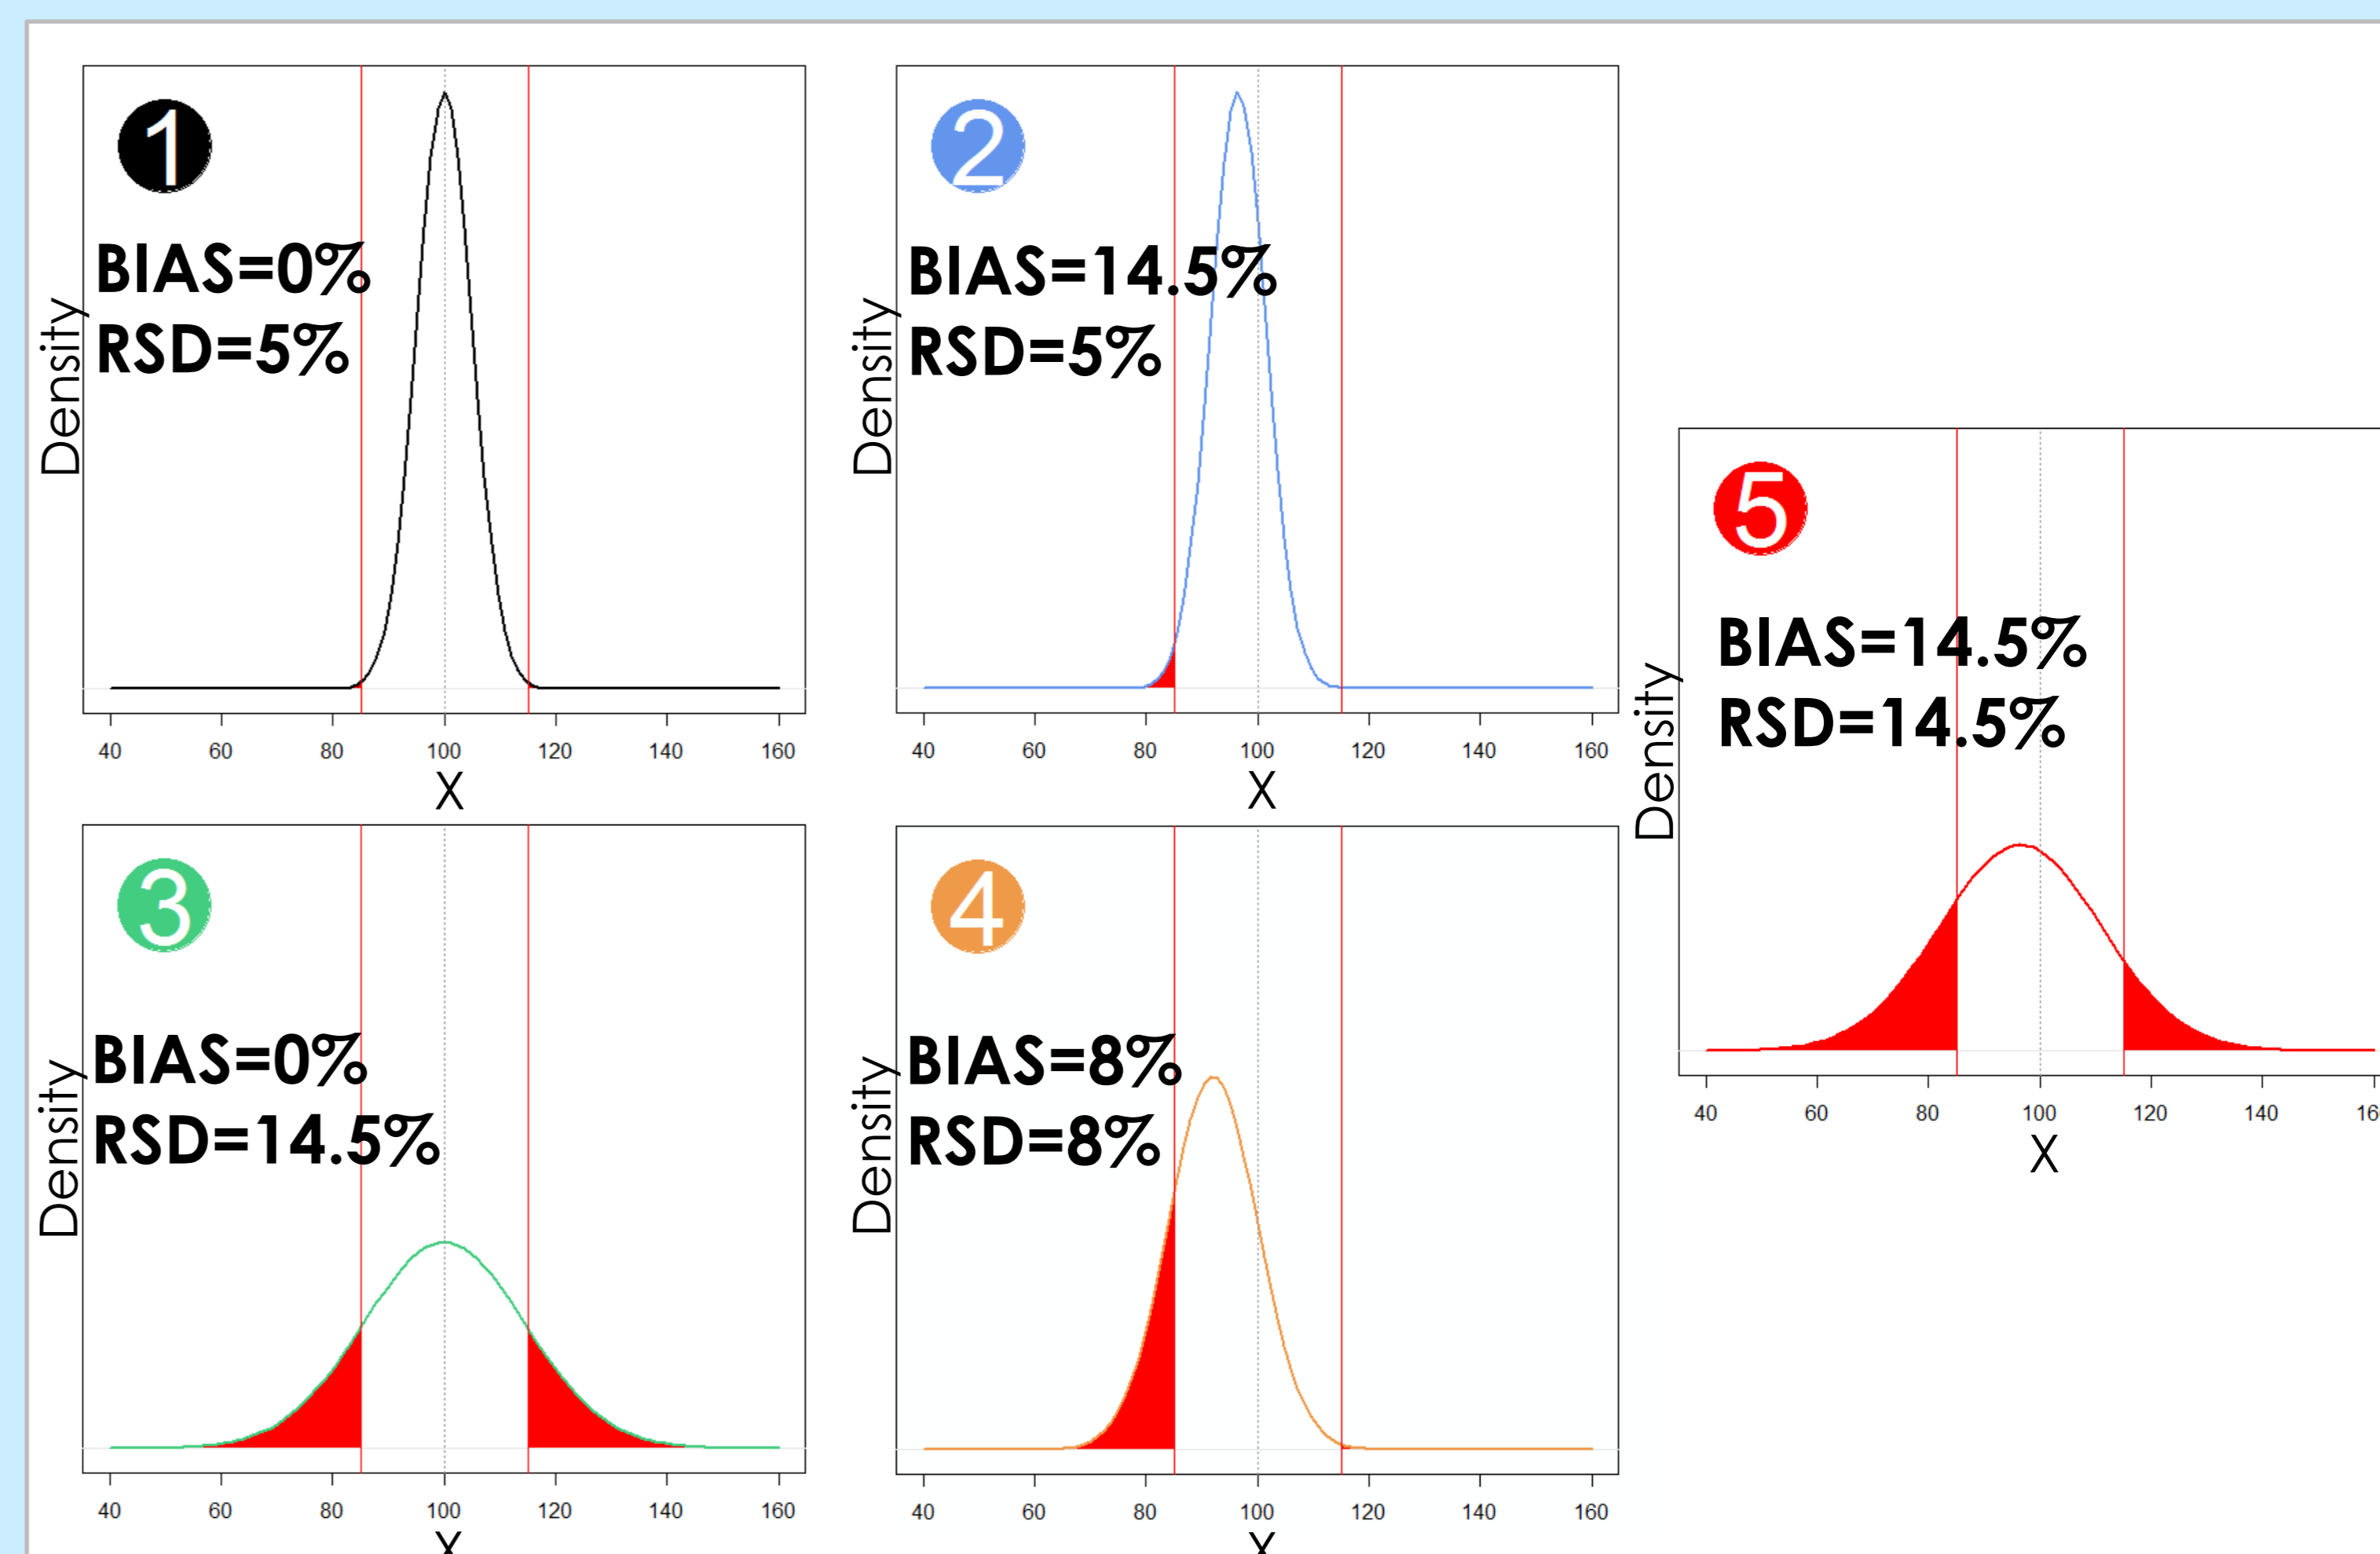 1
BIAS=0%
RSD=5%
Density
40 60 80 100 120 140 160
X
2
BIAS=14.5%
RSD=5%
Density
40 60 80 100 120 140 160
X
3
BIAS=0%
RSD=14.5%
Density
40 60 80 100 120 140 160
X
4
BIAS=8%
RSD=8%
Density
40 60 80 100 120 140 160
X
5
BIAS=14.5%
RSD=14.5%
Density
40 60 80 100 120 140 16
X